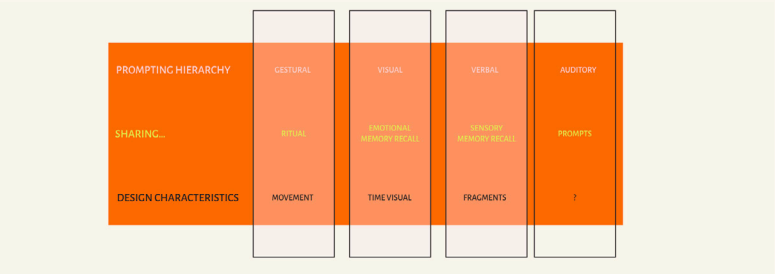 PROMPTING HIERARCHY GESTURAL VISUAL VERBAL AUDITORY
SHARING... RITUAL EMOTIONAL MEMORY RECALL SENSORY MEMORY RECALL PROMPTS
DESIGN CHARACTERISTICS MOVEMENT TIME VISUAL FRAGMENTS ?